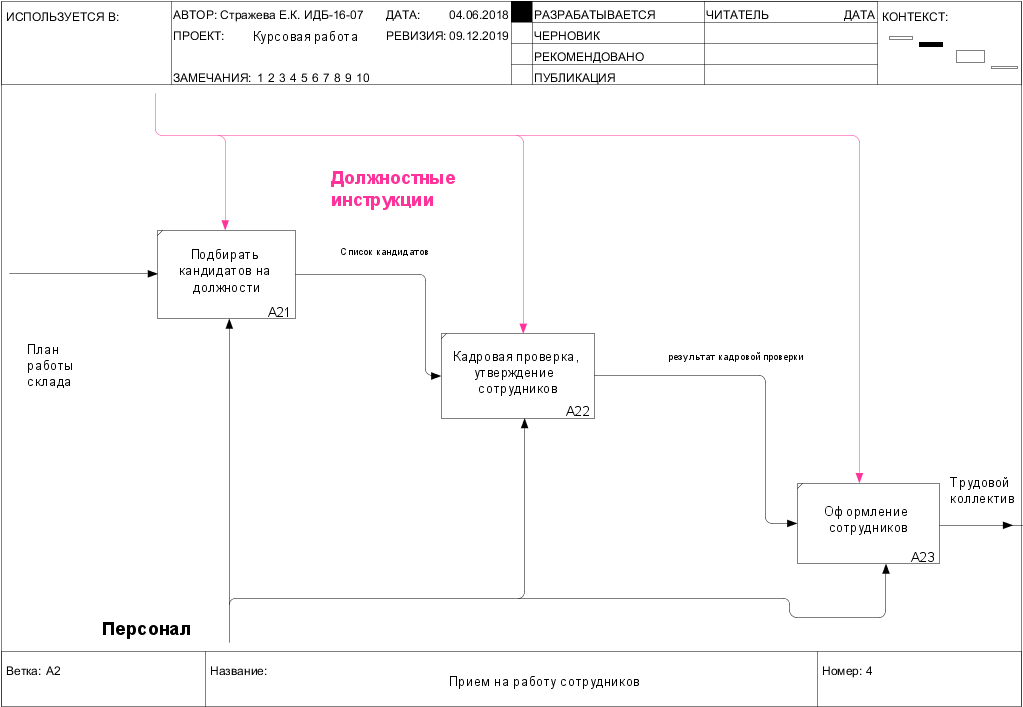 ИСПОЛЬЗУЕТСЯ В:
АВТОР: Стражева Е.К. ИДБ-16-07
ДАТА: 04.06.2018
РАЗРАБАТЫВАЕТСЯ
ЧИТАТЕЛЬ
ДАТА
КОНТЕКСТ:
ПРОЕКТ: Курсовая работа
РЕВИЗИЯ: 09.12.2019
ЧЕРНОВИК
РЕКОМЕНДОВАНО
ЗАМЕЧАНИЯ: 1 2 3 4 5 6 7 8 9 10
ПУБЛИКАЦИЯ
Должностные
инструкции
Подбирать
кандидатов на
должности
A21
Список кандидатов
План
работы
склада
Кадровая проверка,
утверждение
сотрудников
A22
результат кадровой проверки
Оформление
сотрудников
A23
Трудовой
коллектив
Персонал
Ветка: A2
Название:
Прием на работу сотрудников
Номер: 4